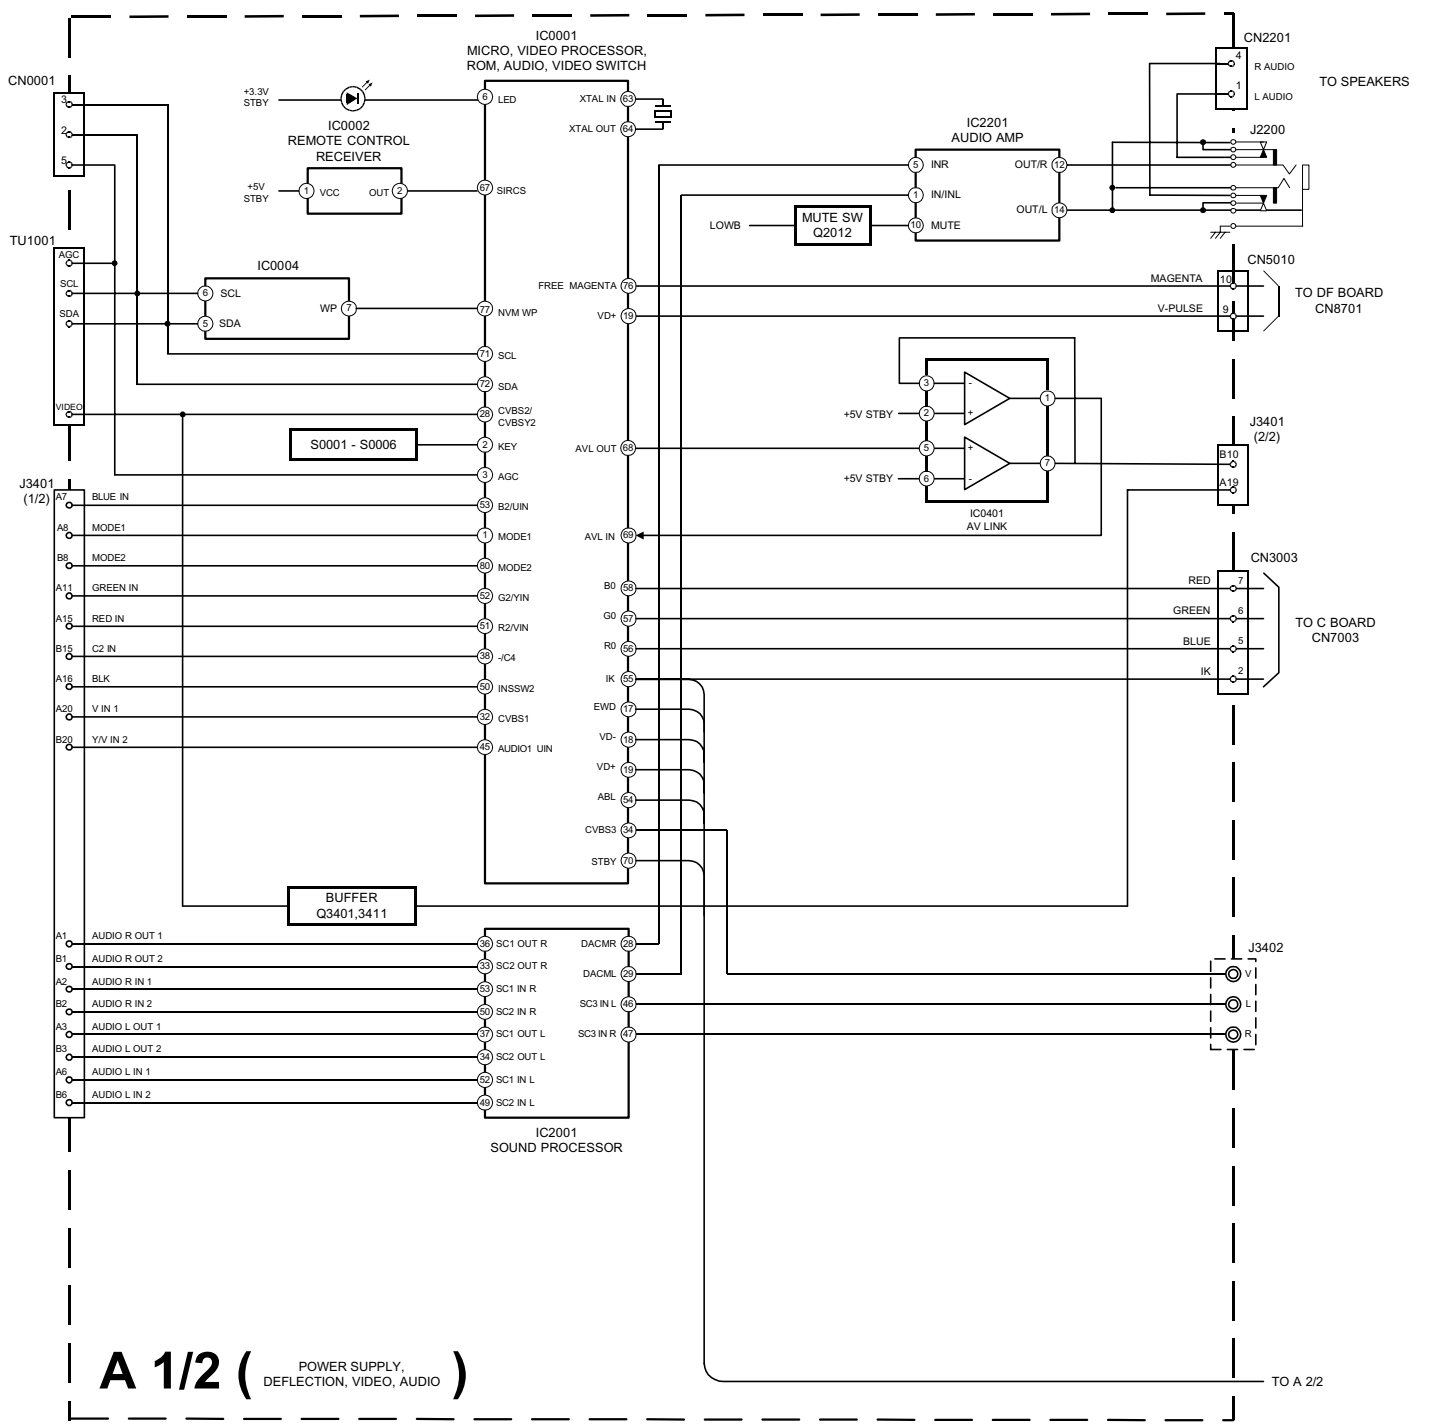 IC0001
MICRO, VIDEO PROCESSOR,
ROM, AUDIO, VIDEO SWITCH
CN0001
3
2
5
+3.3V
STBY
IC0002
REMOTE CONTROL
RECEIVER
+5V
STBY
1 VCC
OUT 2
TU1001
AGC
SCL
SDA
VIDEO
IC0004
6 SCL
5 SDA
WP 7
S0001 - S0006
J3401
(1/2)
A7 BLUE IN
A8 MODE1
B8 MODE2
A11 GREEN IN
A15 RED IN
B15 C2 IN
A16 BLK
A20 V IN 1
B20 Y/V IN 2
BUFFER
Q3401,3411
A1 AUDIO R OUT 1
B1 AUDIO R OUT 2
A2 AUDIO R IN 1
B2 AUDIO R IN 2
A3 AUDIO L OUT 1
B3 AUDIO L OUT 2
A6 AUDIO L IN 1
B6 AUDIO L IN 2
6 LED
67 SIRCS
77 NVM WP
71 SCL
72 SDA
28 CVBS2/
CVBSY2
2 KEY
3 AGC
53 B2/UIN
1 MODE1
80 MODE2
52 G2/YIN
51 R2/VIN
38 -/C4
50 INSSW2
32 CVBS1
45 AUDIO1 UIN
XTAL IN 63
XTAL OUT 64
FREE MAGENTA 76
VD+ 19
AVL OUT 68
AVL IN 69
B0 58
G0 57
R0 56
IK 55
EWD 17
VD- 18
VD+ 19
ABL 54
CVBS3 34
STBY 70
36 SC1 OUT R
33 SC2 OUT R
53 SC1 IN R
50 SC2 IN R
37 SC1 OUT L
34 SC2 OUT L
52 SC1 IN L
49 SC2 IN L
DACMR 28
DACML 29
SC3 IN L 46
SC3 IN R 47
IC2001
SOUND PROCESSOR
IC2201
AUDIO AMP
5 INR
1 IN/INL
10 MUTE
OUT/R 12
OUT/L 14
LOWB
MUTE SW
Q2012
CN2201
4 R AUDIO
1 L AUDIO
TO SPEAKERS
J2200
CN5010
MAGENTA 10
V-PULSE 9
TO DF BOARD
CN8701
3 -
+5V STBY 2 +
1
5 +
+5V STBY 6 -
7
IC0401
AV LINK
J3401
(2/2)
B10
A19
CN3003
RED 7
GREEN 6
BLUE 5
IK 2
TO C BOARD
CN7003
J3402
V
L
R
TO A 2/2
A 1/2 ( POWER SUPPLY,
DEFLECTION, VIDEO, AUDIO )